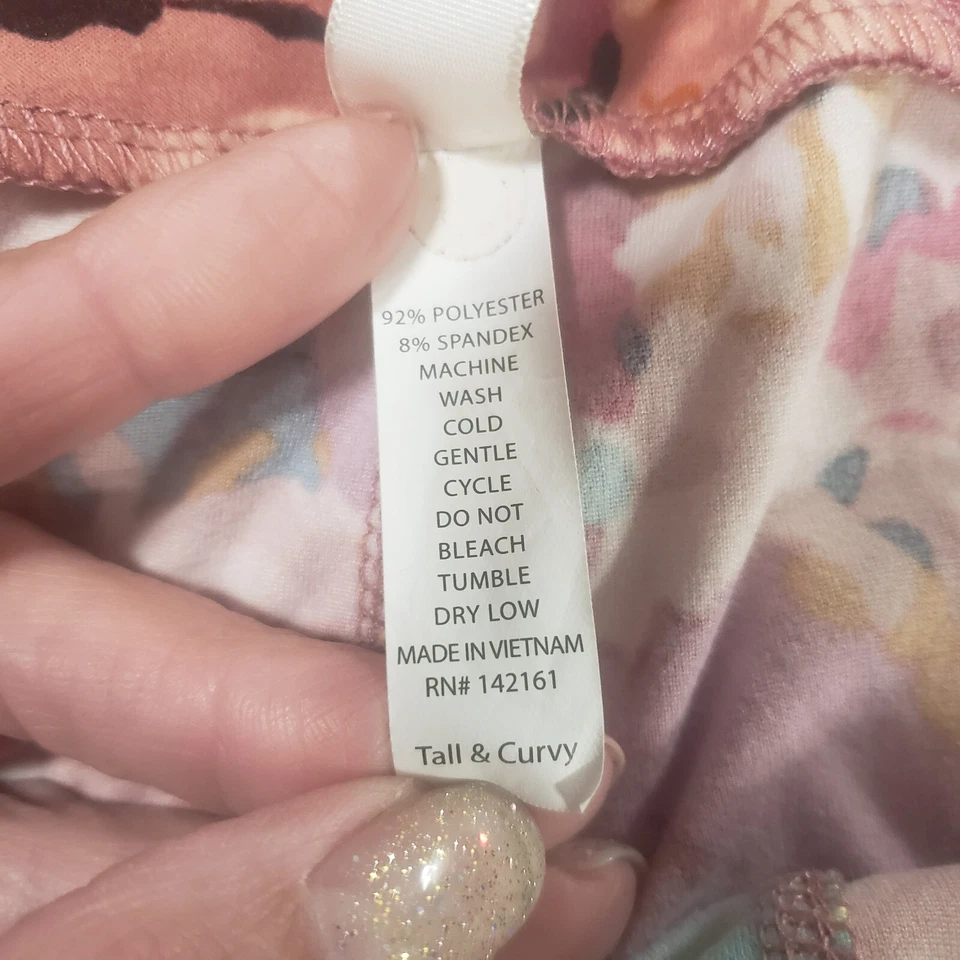 92% POLYESTER
8% SPANDEX
MACHINE
WASH
COLD
GENTLE
CYCLE
DO NOT
BLEACH
TUMBLE
DRY LOW
MADE IN VIETNAM
RN# 142161
Tall & Curvy